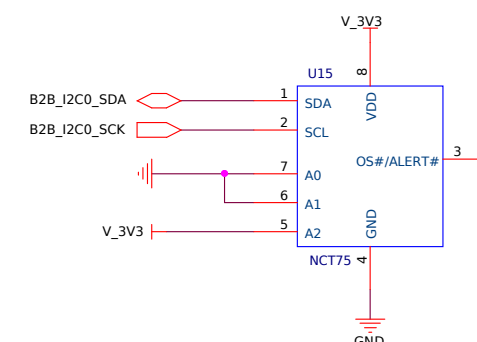 V_3V3
U15
8
VDD
B2B_I2C0_SDA
1
SDA
B2B_I2C0_SCK
2
SCL
3
OS#/ALERT#
7
A0
6
A1
V_3V3
5
A2
GND
NCT75
4
GND